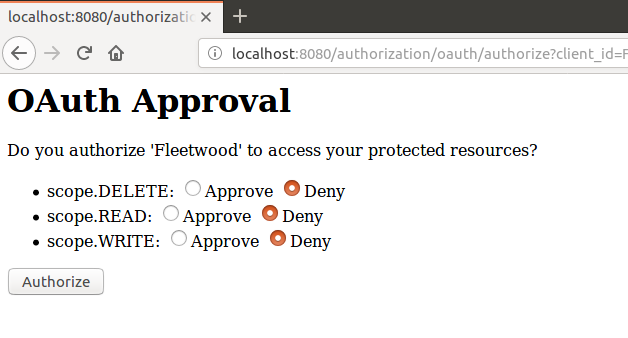 localhost:8080/authorizatio
localhost:8080/authorization/oauth/authorize?client_id=F
OAuth Approval
Do you authorize 'Fleetwood' to access your protected resources?
scope.DELETE: Approve Deny
scope.READ: Approve Deny
scope.WRITE: Approve Deny
Authorize